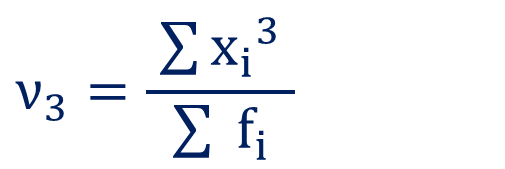 ν₃ = ∑ xᵢ³ / ∑ fᵢ